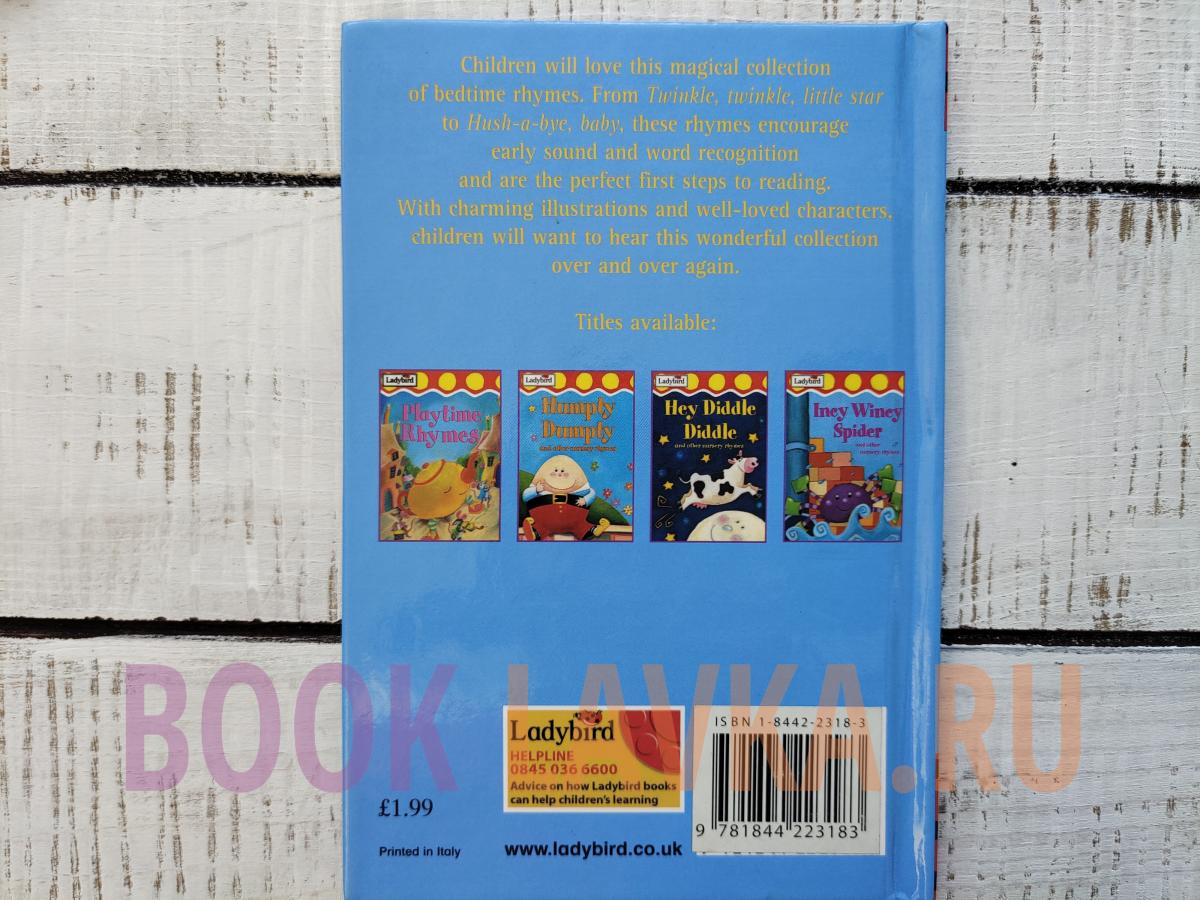 Children will love this magical collection
of bedtime rhymes. From Twinkle, twinkle, little star
to Hush-a-bye, baby, these rhymes encourage
early sound and word recognition
and are the perfect first steps to reading.
With charming illustrations and well-loved characters,
children will want to hear this wonderful collection
over and over again.
Titles available:
Ladybird
Playtime
Rhymes
Ladybird
Humpty
Dumpty
and other nursery rhymes
Ladybird
Hey Diddle
Diddle
and other nursery rhymes
Ladybird
Incy Wincy
Spider
and other
nursery rhymes
BOOK LAVKA.RU
Ladybird
HELPLINE
0845 036 6600
Advice on how Ladybird books
can help children's learning
ISBN 1-8442-2318-3
9 781844 223183
£1.99
Printed in Italy
www.ladybird.co.uk